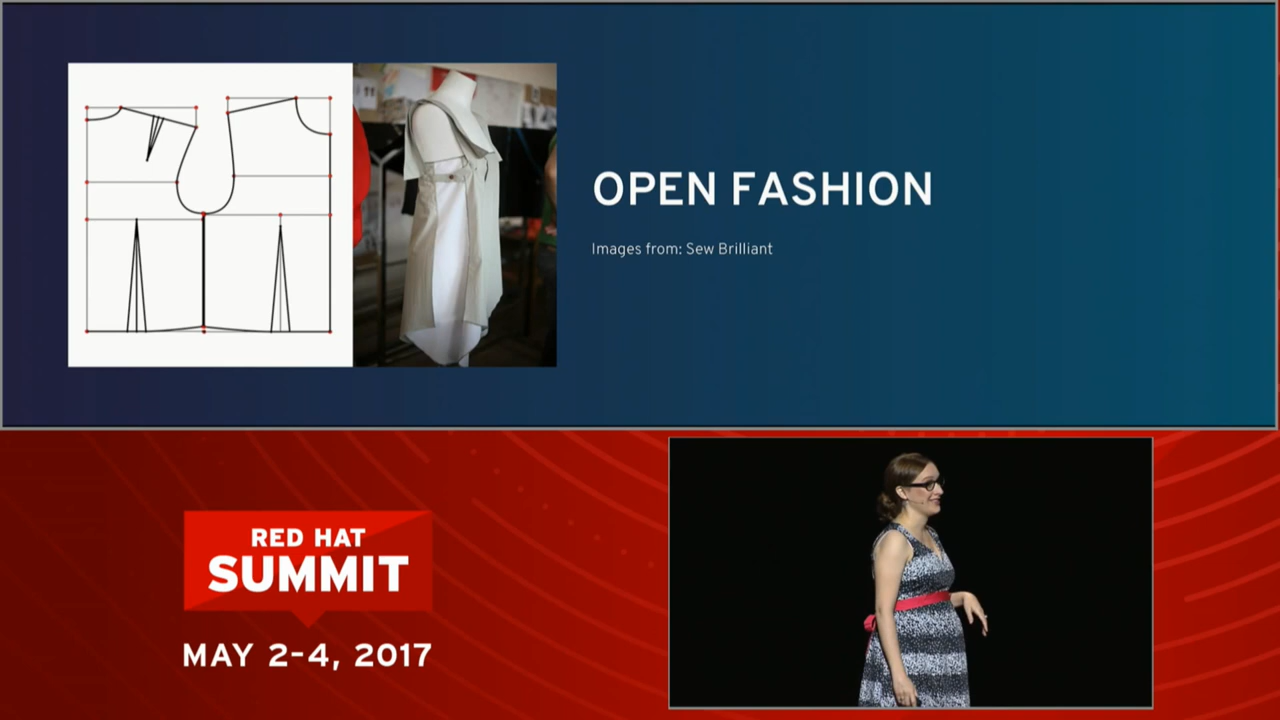 OPEN FASHION
Images from: Sew Brilliant
RED HAT
SUMMIT
MAY 2-4, 2017